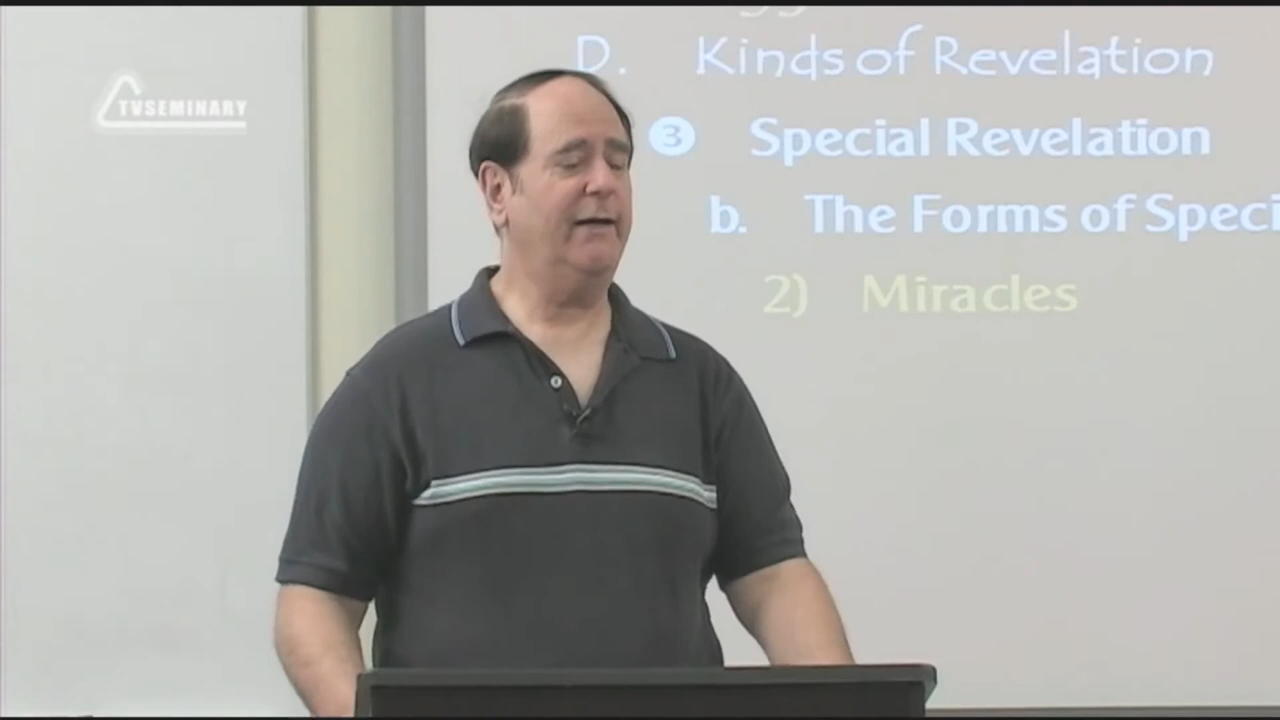 D. Kinds of Revelation
TVSEMINARY
3 Special Revelation
b. The Forms of Speci
2) Miracles